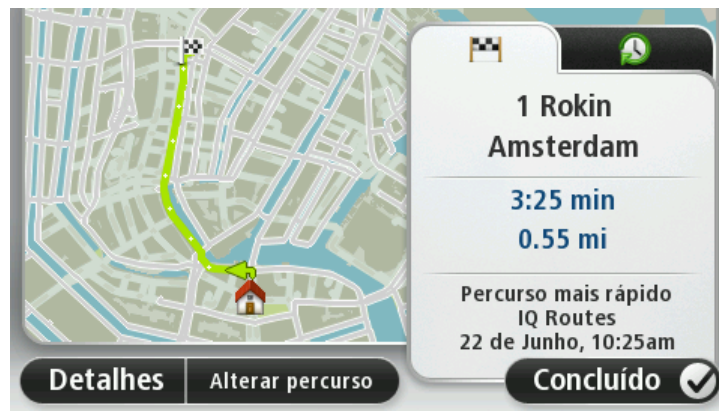 1 Rokin
Amsterdam
3:25 min
0.55 mi
Percurso mais rápido
IQ Routes
22 de Junho, 10:25am
Detalhes
Alterar percurso
Concluído